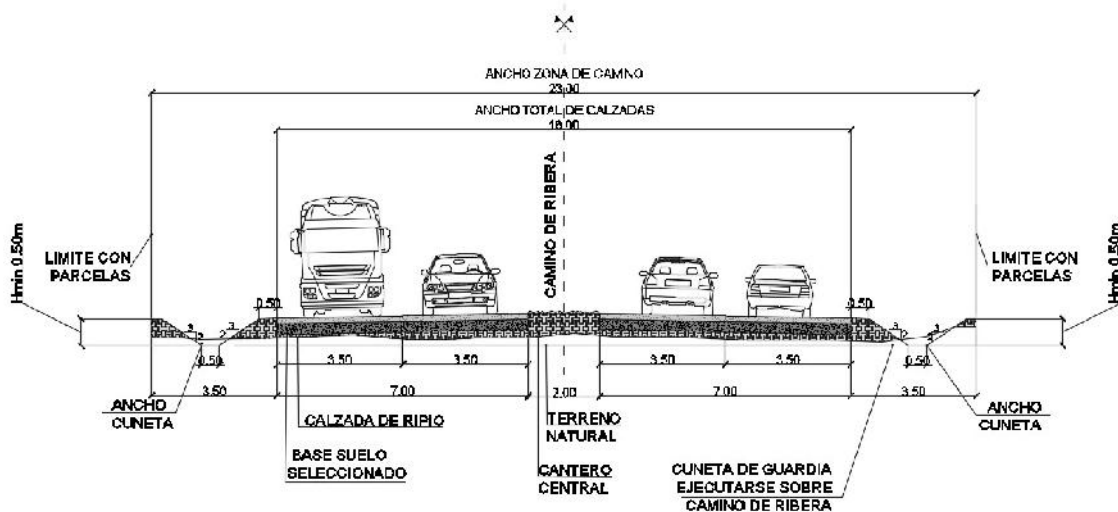 ANCHO ZONA DE CAMINO
23.00
ANCHO TOTAL DE CALZADAS
16.00
CAMINO DE RIBERA
Hmin 0.50m
LIMITE CON
PARCELAS
LIMITE CON
PARCELAS
Hmin 0.50m
0.50
0.50
3
2
2
3
3
2
2
3
0.50
3.50
3.50
3.50
3.50
0.50
3.50
7.00
2.00
7.00
3.50
ANCHO
CUNETA
CALZADA DE RIPIO
BASE SUELO
SELECCIONADO
TERRENO
NATURAL
CANTERO
CENTRAL
CUNETA DE GUARDIA
EJECUTARSE SOBRE
CAMINO DE RIBERA
ANCHO
CUNETA